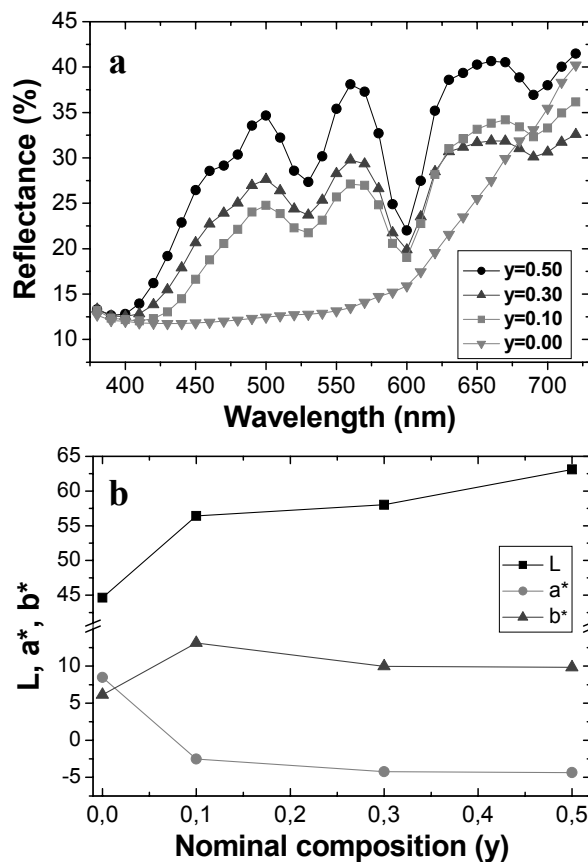 a
Reflectance (%)
45
40
35
30
25
20
15
10
y=0.50
y=0.30
y=0.10
y=0.00
400 450 500 550 600 650 700
Wavelength (nm)
b
L, a*, b*
65
60
55
50
45
10
5
0
-5
L
a*
b*
0,0 0,1 0,2 0,3 0,4 0,5
Nominal composition (y)